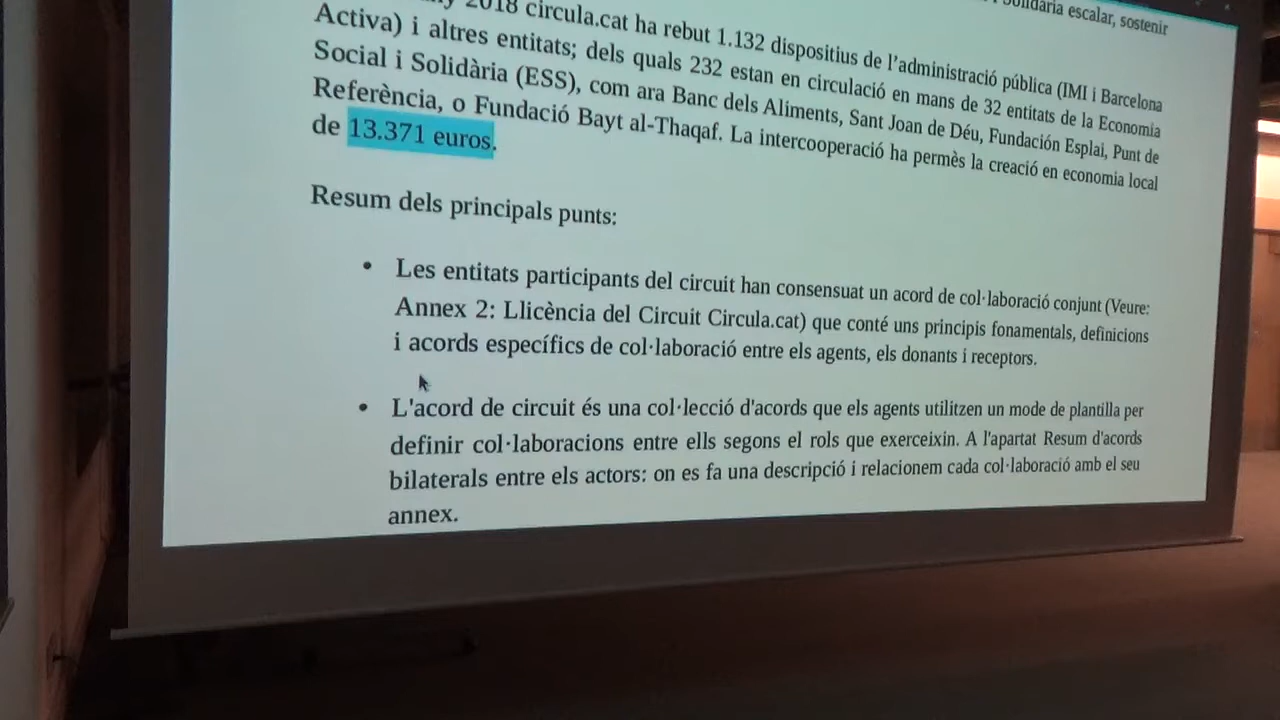 solidària escalar, sostenir
2018 circula.cat ha rebut 1.132 dispositius de l'administració pública (IMI i Barcelona
Activa) i altres entitats; dels quals 232 estan en circulació en mans de 32 entitats de la Economia
Social i Solidària (ESS), com ara Banc dels Aliments, Sant Joan de Déu, Fundación Esplai, Punt de
Referència, o Fundació Bayt al-Thaqaf. La intercooperació ha permès la creació en economia local
de 13.371 euros.
Resum dels principals punts:
• Les entitats participants del circuit han consensuat un acord de col·laboració conjunt (Veure:
Annex 2: Llicència del Circuit Circula.cat) que conté uns principis fonamentals, definicions
i acords específics de col·laboració entre els agents, els donants i receptors.
• L'acord de circuit és una col·lecció d'acords que els agents utilitzen un mode de plantilla per
definir col·laboracions entre ells segons el rols que exerceixin. A l'apartat Resum d'acords
bilaterals entre els actors: on es fa una descripció i relacionem cada col·laboració amb el seu
annex.